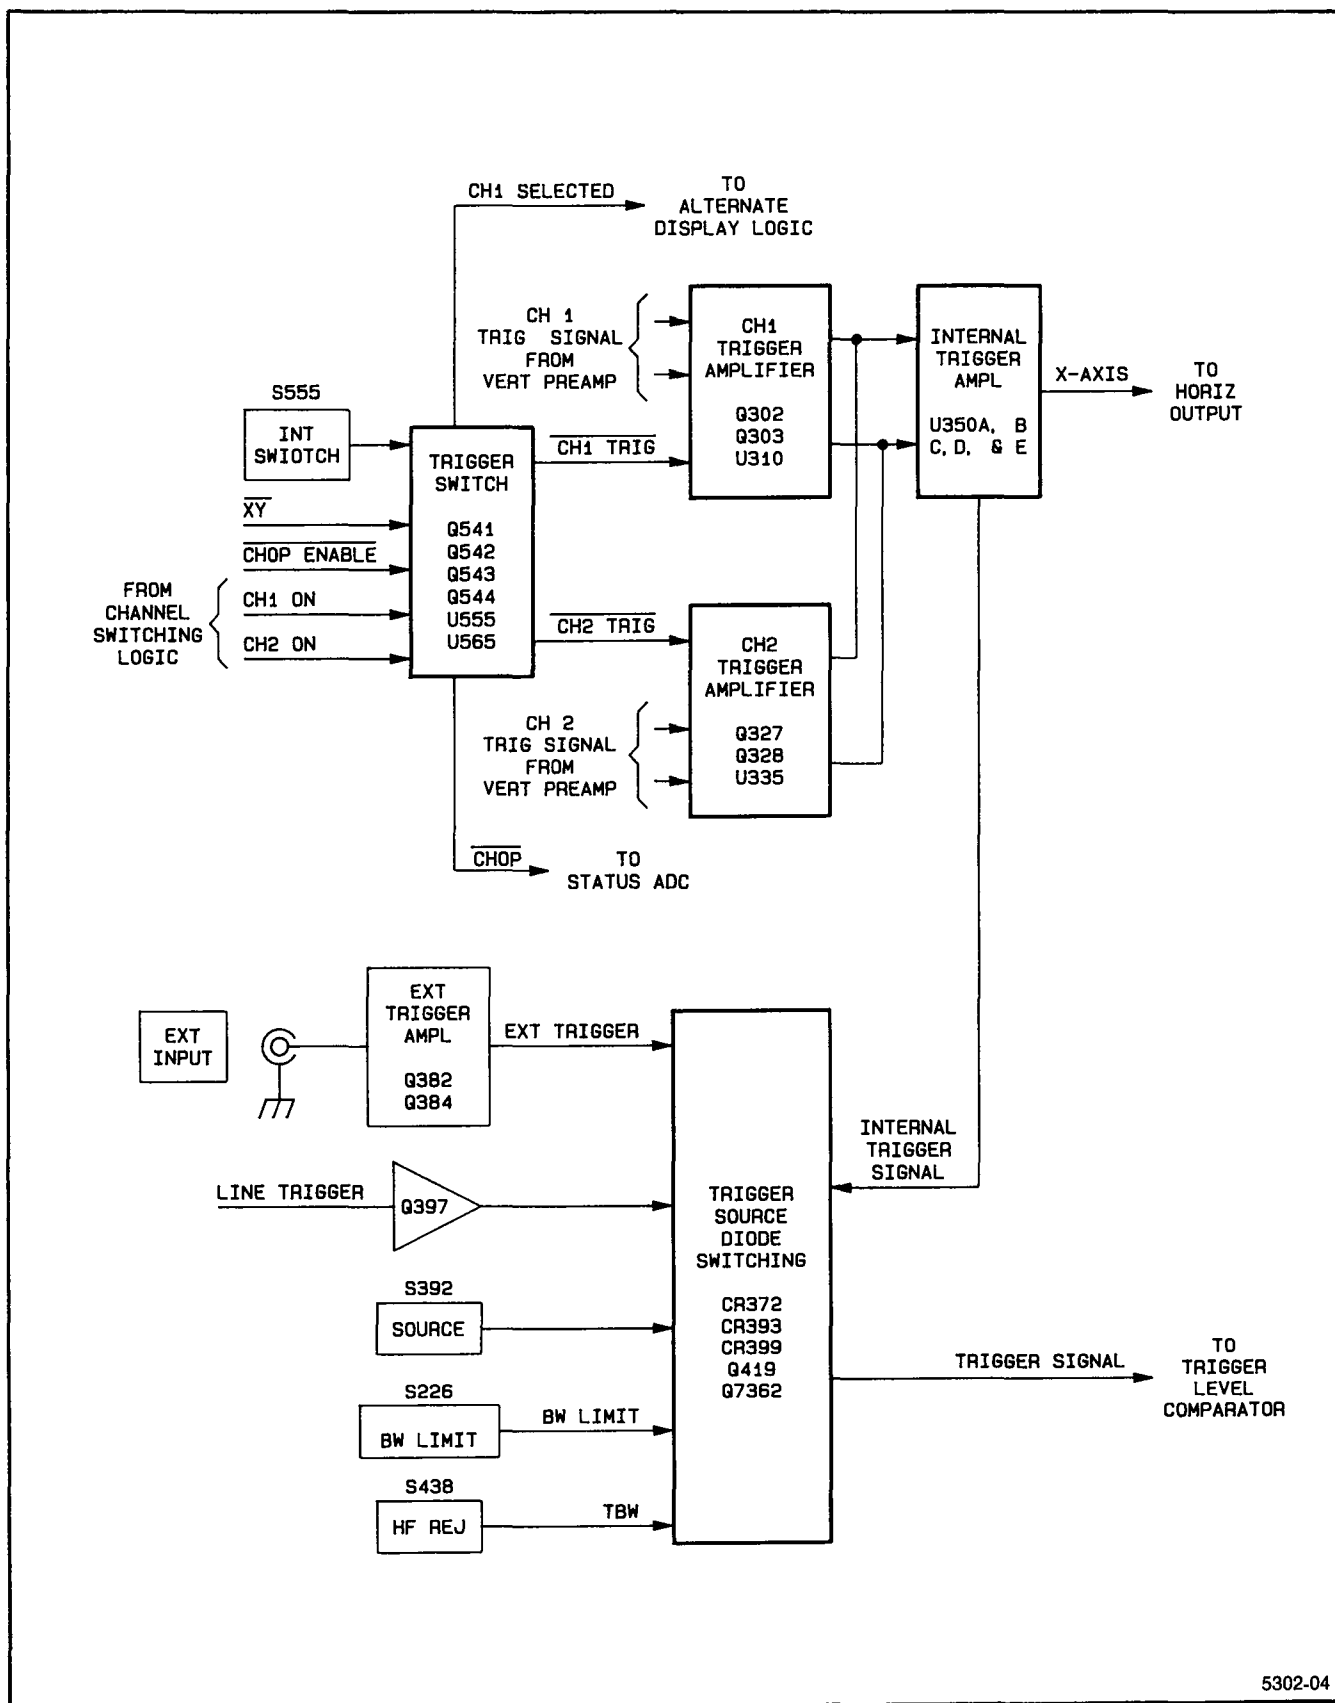 CH1 SELECTED
TO
ALTERNATE
DISPLAY LOGIC
CH 1
TRIG SIGNAL
FROM
VERT PREAMP
CH1
TRIGGER
AMPLIFIER
Q302
Q303
U310
INTERNAL
TRIGGER
AMPL
U350A, B
C, D, & E
X-AXIS
TO
HORIZ
OUTPUT
S555
INT
SWIOTCH
XY
CHOP ENABLE
FROM
CHANNEL
SWITCHING
LOGIC
CH1 ON
CH2 ON
TRIGGER
SWITCH
Q541
Q542
Q543
Q544
U555
U565
CH1 TRIG
CH2 TRIG
CH2
TRIGGER
AMPLIFIER
Q327
Q328
U335
CH 2
TRIG SIGNAL
FROM
VERT PREAMP
CHOP
TO
STATUS ADC
EXT
INPUT
EXT
TRIGGER
AMPL
Q382
Q384
EXT TRIGGER
INTERNAL
TRIGGER
SIGNAL
LINE TRIGGER
Q397
TRIGGER
SOURCE
DIODE
SWITCHING
CR372
CR393
CR399
Q419
Q7362
S392
SOURCE
S226
BW LIMIT
BW LIMIT
S438
HF REJ
TBW
TRIGGER SIGNAL
TO
TRIGGER
LEVEL
COMPARATOR
5302-04